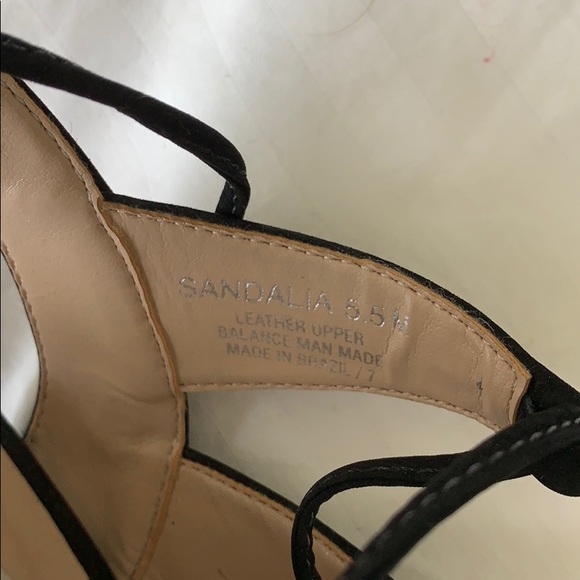 SANDALIA 5.5 M
LEATHER UPPER
BALANCE MAN MADE
MADE IN BRAZIL / 7